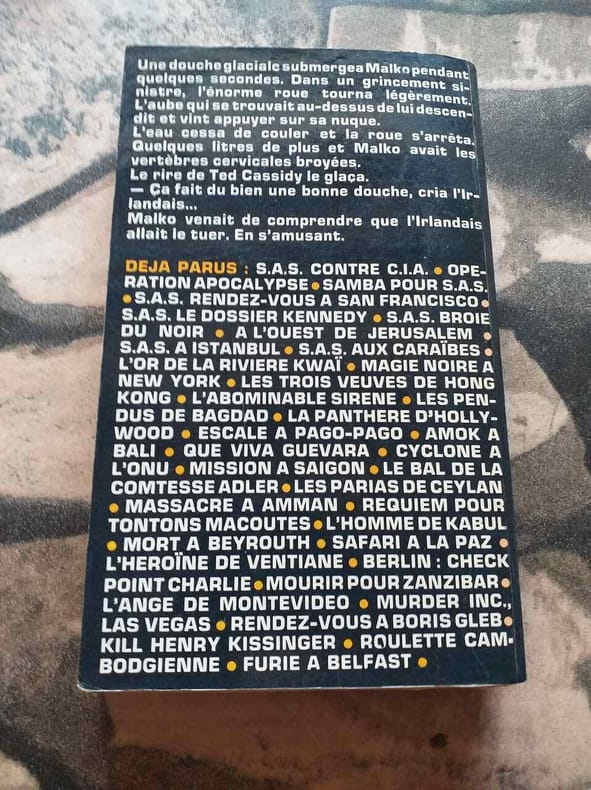 Une douche glaciale submergea Malko pendant
quelques secondes. Dans un grincement si-
nistre, l'énorme roue tourna légèrement.
L'aube qui se trouvait au-dessus de lui descen-
dit et vint appuyer sur sa nuque.
L'eau cessa de couler et la roue s'arrêta.
Quelques litres de plus et Malko avait les
vertèbres cervicales broyées.
Le rire de Ted Cassidy le glaça.
— Ça fait du bien une bonne douche, cria l'Ir-
landais...
Malko venait de comprendre que l'Irlandais
allait le tuer. En s'amusant.
DEJA PARUS : S.A.S. CONTRE C.I.A. • OPE-
RATION APOCALYPSE • SAMBA POUR S.A.S.
• S.A.S. RENDEZ-VOUS A SAN FRANCISCO •
S.A.S. LE DOSSIER KENNEDY • S.A.S. BROIE
DU NOIR • A L'OUEST DE JERUSALEM •
S.A.S. A ISTANBUL • S.A.S. AUX CARAÏBES •
L'OR DE LA RIVIERE KWAÏ • MAGIE NOIRE A
NEW YORK • LES TROIS VEUVES DE HONG
KONG • L'ABOMINABLE SIRENE • LES PEN-
DUS DE BAGDAD • LA PANTHERE D'HOLLY-
WOOD • ESCALE A PAGO-PAGO • AMOK A
BALI • QUE VIVA GUEVARA • CYCLONE A
L'ONU • MISSION A SAIGON • LE BAL DE LA
COMTESSE ADLER • LES PARIAS DE CEYLAN
• MASSACRE A AMMAN • REQUIEM POUR
TONTONS MACOUTES • L'HOMME DE KABUL
• MORT A BEYROUTH • SAFARI A LA PAZ •
L'HEROÏNE DE VENTIANE • BERLIN : CHECK
POINT CHARLIE • MOURIR POUR ZANZIBAR •
L'ANGE DE MONTEVIDEO • MURDER INC.,
LAS VEGAS • RENDEZ-VOUS A BORIS GLEB •
KILL HENRY KISSINGER • ROULETTE CAM-
BODGIENNE • FURIE A BELFAST •